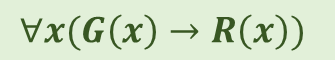 ∀x(G(x) → R(x))